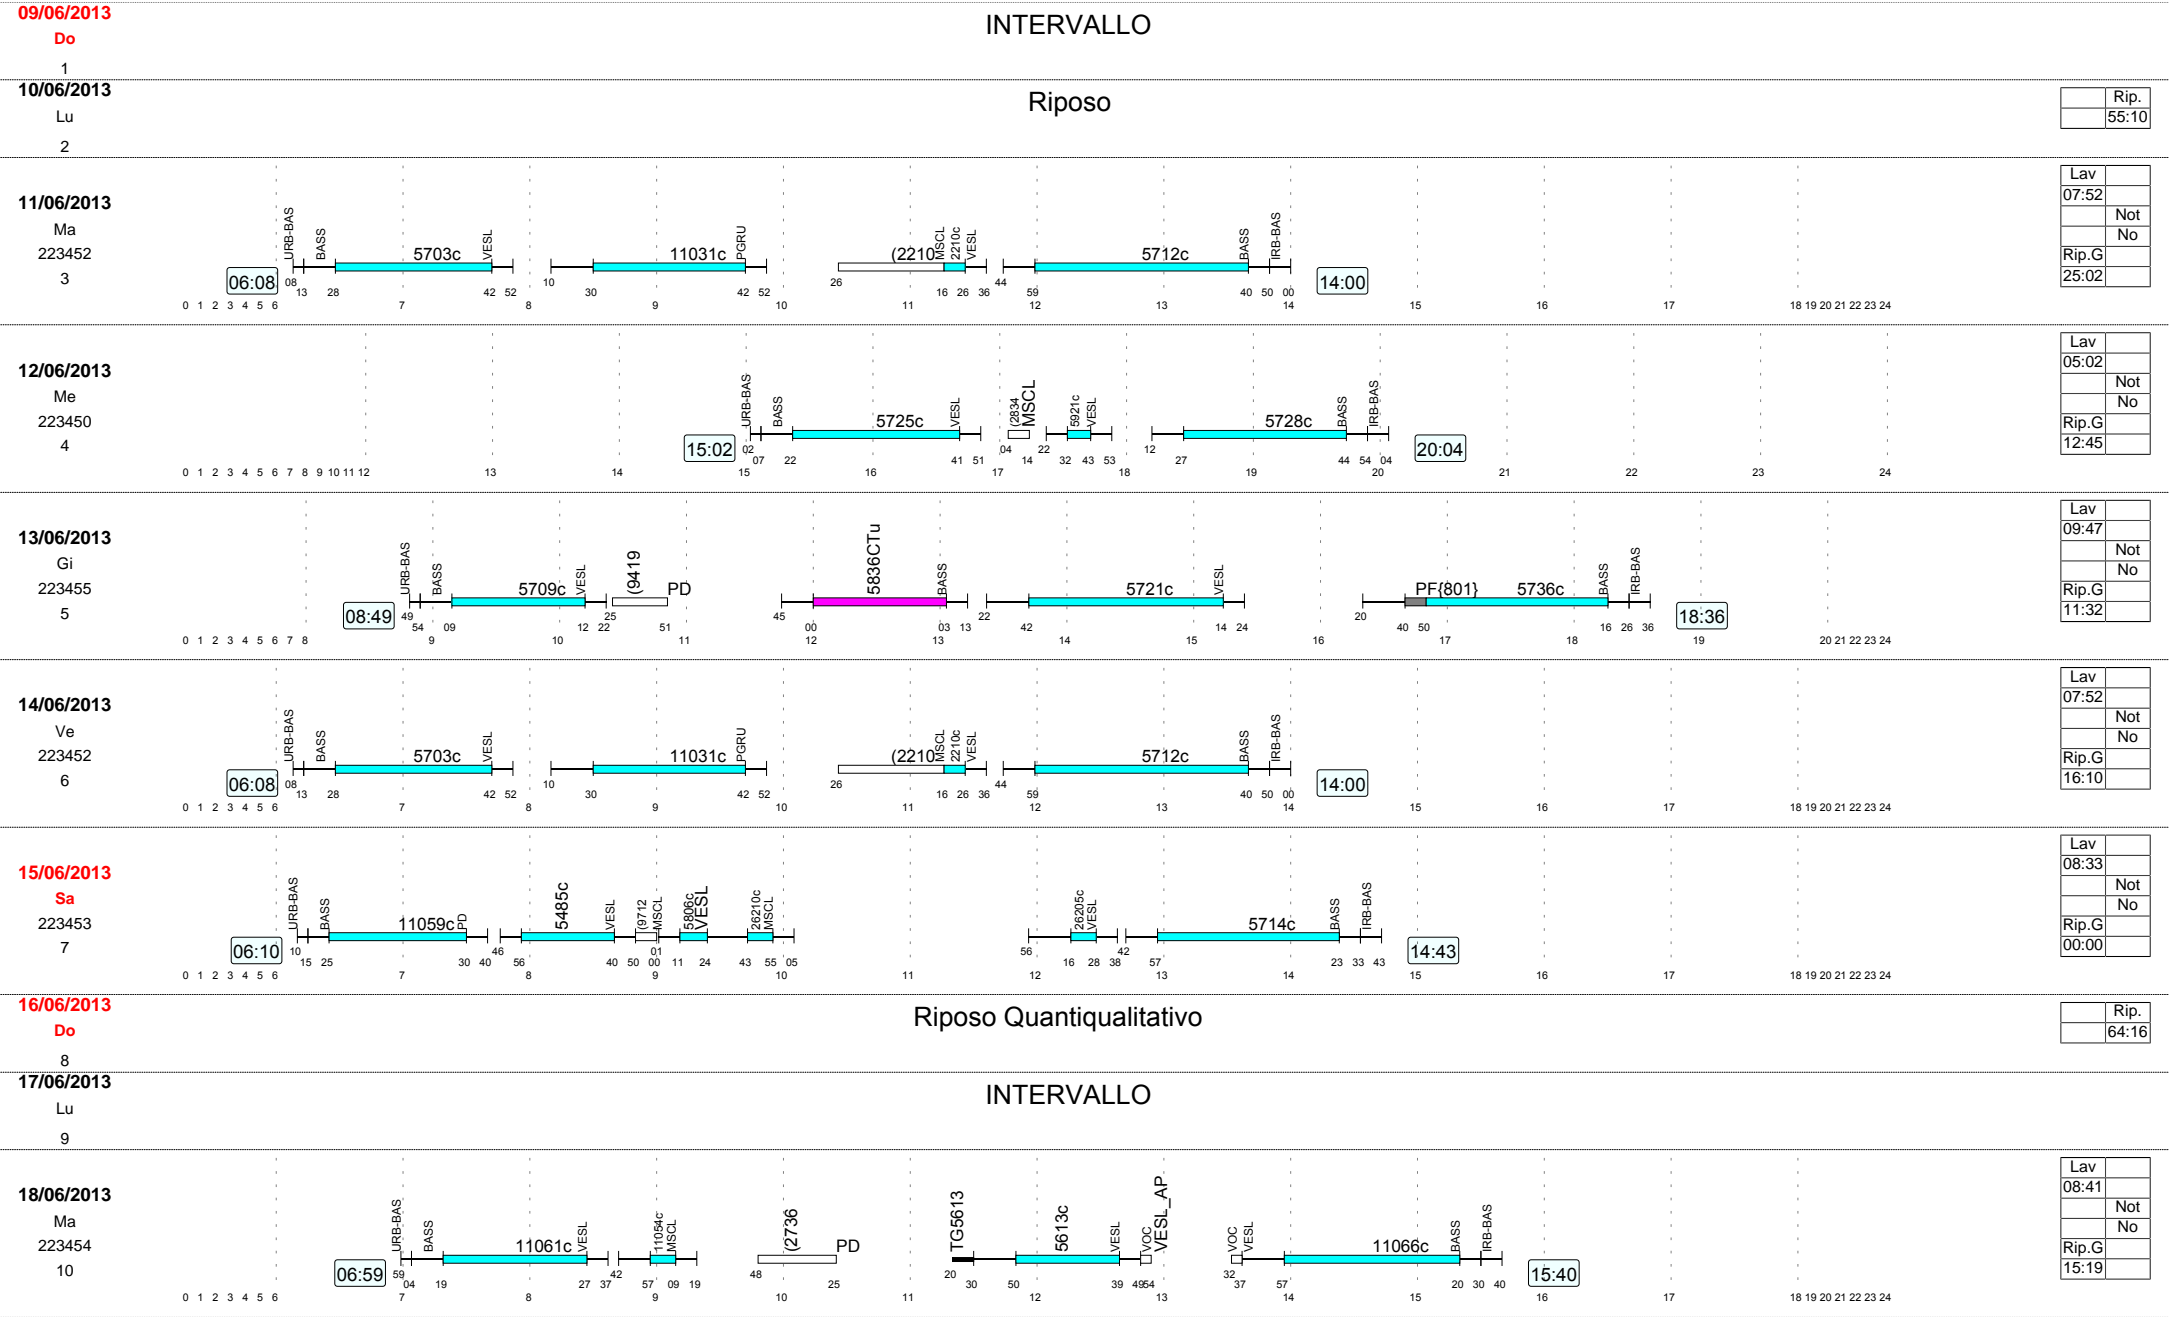 09/06/2013
Do
1
INTERVALLO
10/06/2013
Lu
2
Riposo
Rip.
55:10
11/06/2013
Ma
223452
3
06:08
URB-BAS BASS 5703c VESL 11031c PGRU (2210 MSCL 2210c VESL 5712c BASS IRB-BAS
08 13 28 42 52 10 30 42 52 26 16 26 36 44 59 40 50 00
14:00
0 1 2 3 4 5 6 7 8 9 10 11 12 13 14 15 16 17 18 19 20 21 22 23 24
Lav
07:52
Not
No
Rip.G
25:02
12/06/2013
Me
223450
4
15:02
URB-BAS BASS 5725c VESL (2834 MSCL 5921c VESL 5728c BASS IRB-BAS
02 07 22 41 51 04 14 22 32 43 53 12 27 44 54 04
20:04
0 1 2 3 4 5 6 7 8 9 10 11 12 13 14 15 16 17 18 19 20 21 22 23 24
Lav
05:02
Not
No
Rip.G
12:45
13/06/2013
Gi
223455
5
08:49
URB-BAS BASS 5709c VESL (9419 PD 5836CTu BASS 5721c VESL PF{801} 5736c BASS IRB-BAS
49 54 09 12 22 25 51 45 00 03 13 22 42 14 24 20 40 50 16 26 36
18:36
0 1 2 3 4 5 6 7 8 9 10 11 12 13 14 15 16 17 18 19 20 21 22 23 24
Lav
09:47
Not
No
Rip.G
11:32
14/06/2013
Ve
223452
6
06:08
URB-BAS BASS 5703c VESL 11031c PGRU (2210 MSCL 2210c VESL 5712c BASS IRB-BAS
08 13 28 42 52 10 30 42 52 26 16 26 36 44 59 40 50 00
14:00
0 1 2 3 4 5 6 7 8 9 10 11 12 13 14 15 16 17 18 19 20 21 22 23 24
Lav
07:52
Not
No
Rip.G
16:10
15/06/2013
Sa
223453
7
06:10
URB-BAS BASS 11059c PD 5485c VESL (9712 MSCL 5806c VESL 26210c MSCL 26205c VESL 5714c BASS IRB-BAS
10 15 25 30 40 46 56 40 50 00 01 11 24 43 55 05 56 16 28 38 42 57 23 33 43
14:43
0 1 2 3 4 5 6 7 8 9 10 11 12 13 14 15 16 17 18 19 20 21 22 23 24
Lav
08:33
Not
No
Rip.G
00:00
16/06/2013
Do
8
Riposo Quantiqualitativo
Rip.
64:16
17/06/2013
Lu
9
INTERVALLO
18/06/2013
Ma
223454
10
06:59
URB-BAS BASS 11061c VESL 11054c MSCL (2736 PD TG5613 5613c VESL VOC VESL_AP VOC VESL 11066c BASS IRB-BAS
59 04 19 27 37 42 57 09 19 48 25 20 30 50 39 49 54 32 37 57 20 30 40
15:40
0 1 2 3 4 5 6 7 8 9 10 11 12 13 14 15 16 17 18 19 20 21 22 23 24
Lav
08:41
Not
No
Rip.G
15:19